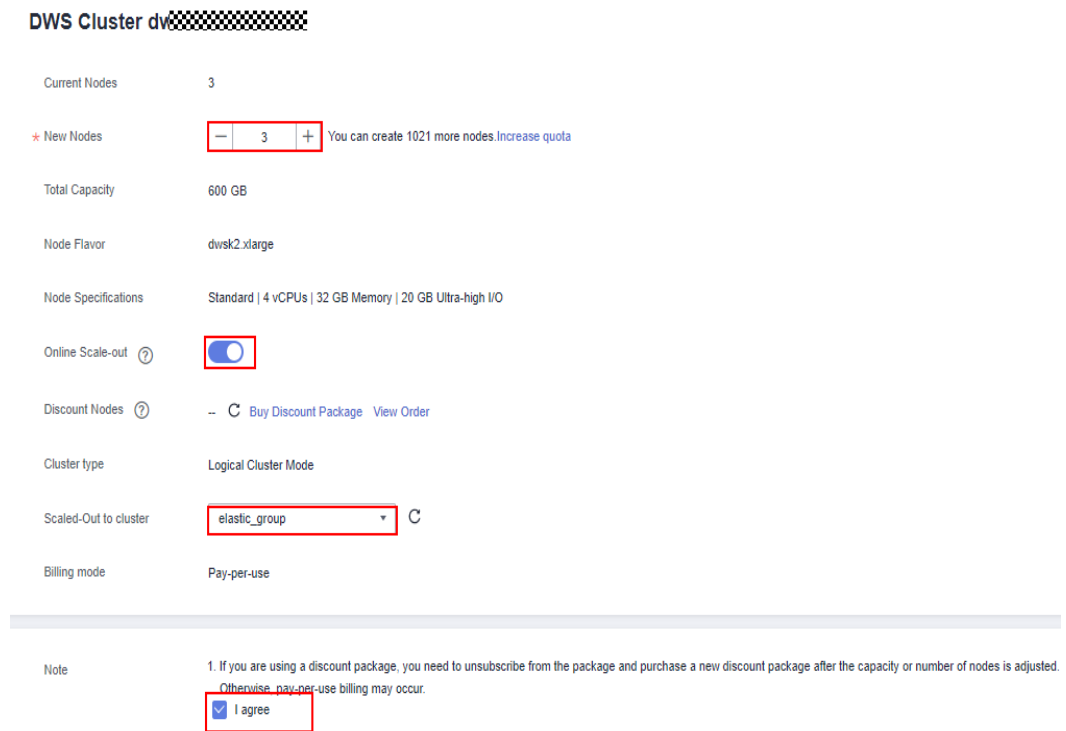 DWS Cluster dw
Current Nodes 3
* New Nodes - 3 + You can create 1021 more nodes.Increase quota
Total Capacity 600 GB
Node Flavor dwsk2.xlarge
Node Specifications Standard | 4 vCPUs | 32 GB Memory | 20 GB Ultra-high I/O
Online Scale-out ?
Discount Nodes ? -- Buy Discount Package View Order
Cluster type Logical Cluster Mode
Scaled-Out to cluster elastic_group
Billing mode Pay-per-use
Note 1. If you are using a discount package, you need to unsubscribe from the package and purchase a new discount package after the capacity or number of nodes is adjusted.
Otherwise, pay-per-use billing may occur.
I agree